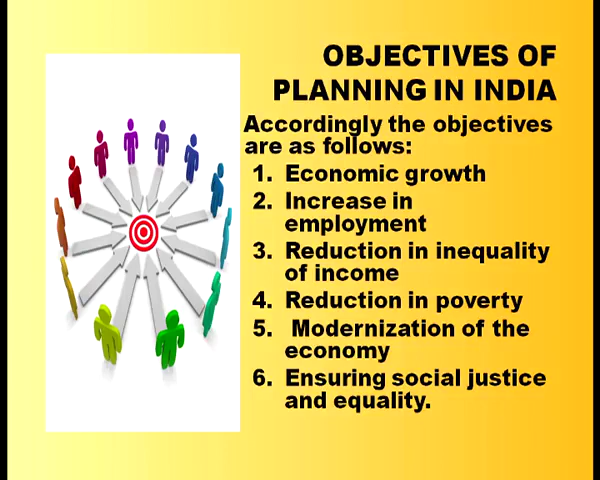 OBJECTIVES OF
PLANNING IN INDIA
Accordingly the objectives
are as follows:
1. Economic growth
2. Increase in
employment
3. Reduction in inequality
of income
4. Reduction in poverty
5. Modernization of the
economy
6. Ensuring social justice
and equality.